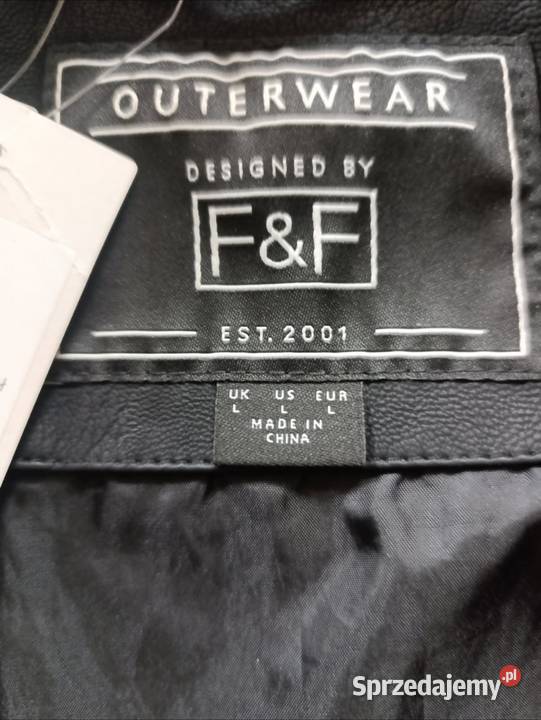 OUTERWEAR
DESIGNED BY
F&F
EST. 2001
UK US EUR
L L L
MADE IN
CHINA
Sprzedajemy.pl